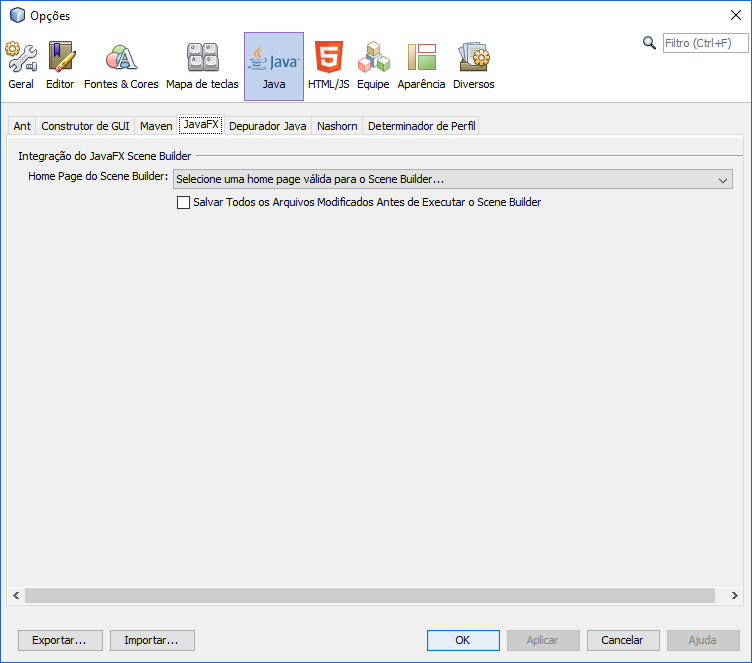 Opções
Filtro (Ctrl+F)
Geral Editor Fontes & Cores Mapa de teclas Java HTML/JS Equipe Aparência Diversos
Ant Construtor de GUI Maven JavaFX Depurador Java Nashorn Determinador de Perfil
Integração do JavaFX Scene Builder
Home Page do Scene Builder: Selecione uma home page válida para o Scene Builder...
Salvar Todos os Arquivos Modificados Antes de Executar o Scene Builder
Exportar... Importar... OK Aplicar Cancelar Ajuda